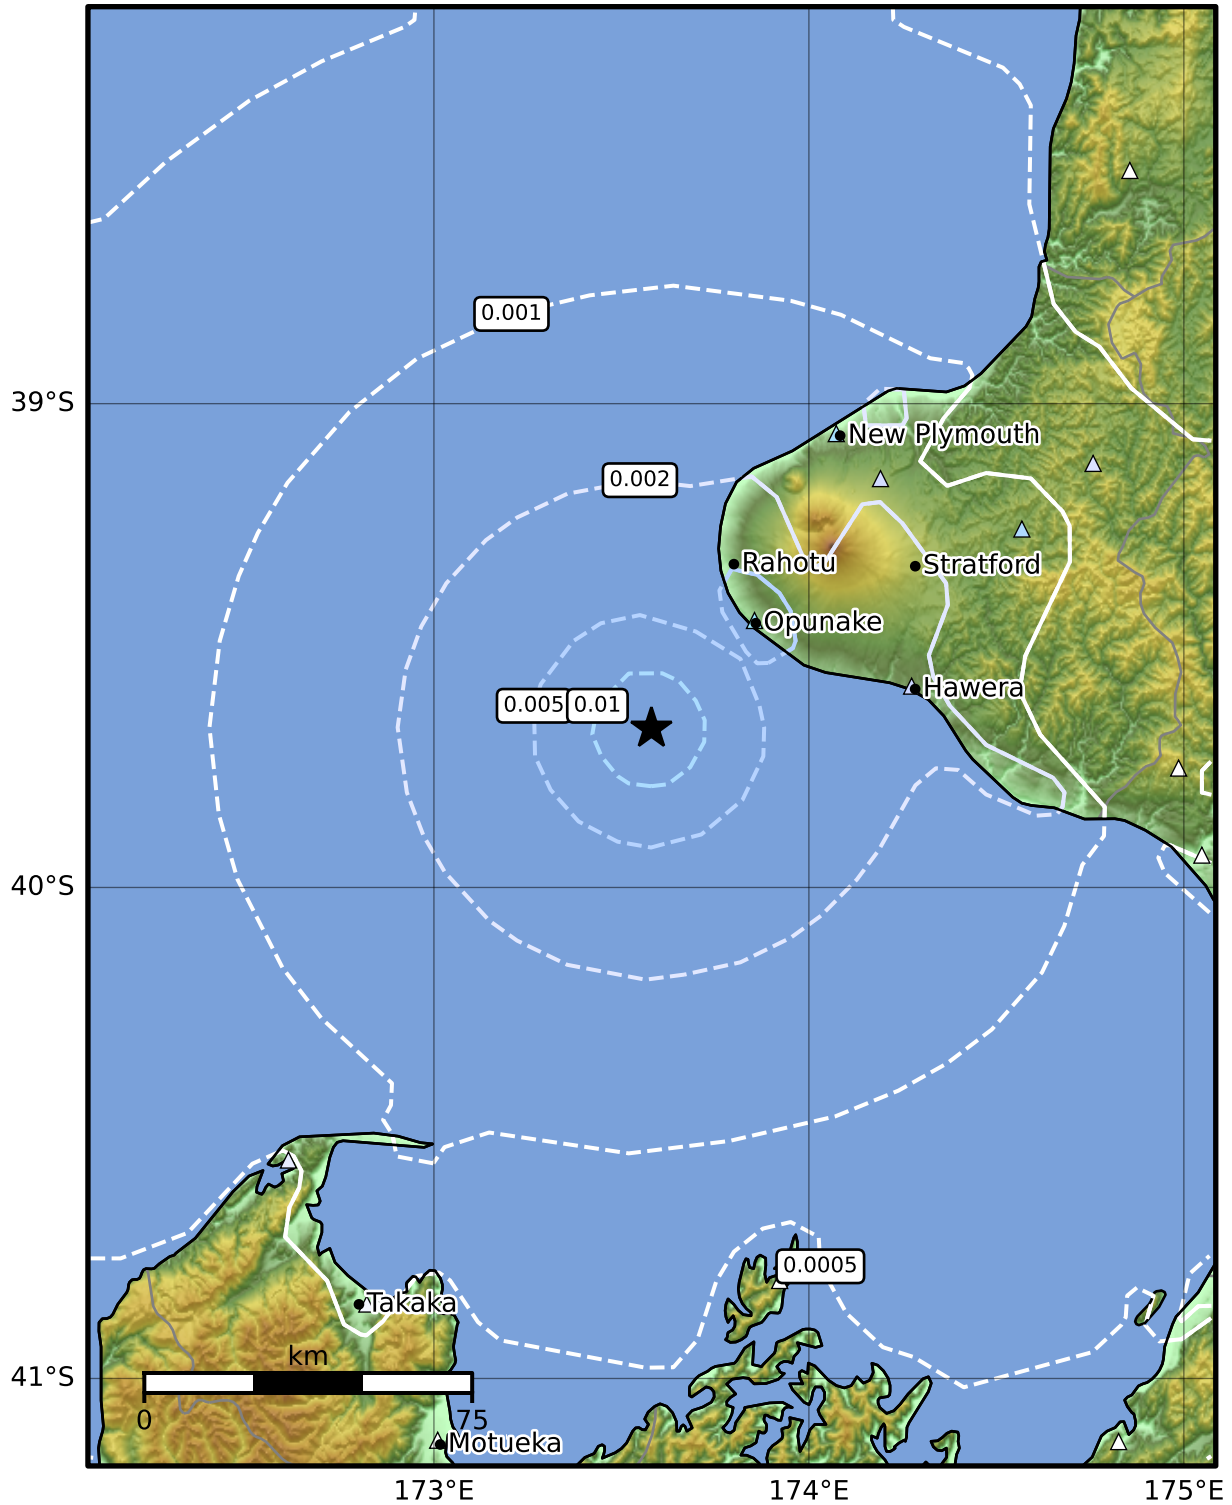 0.001
39°S
New Plymouth
0.002
Rahotu
Stratford
Opunake
Hawera
0.005
0.01
40°S
0.0005
Takaka
km
41°S
0
75
Motueka
173°E
174°E
175°E